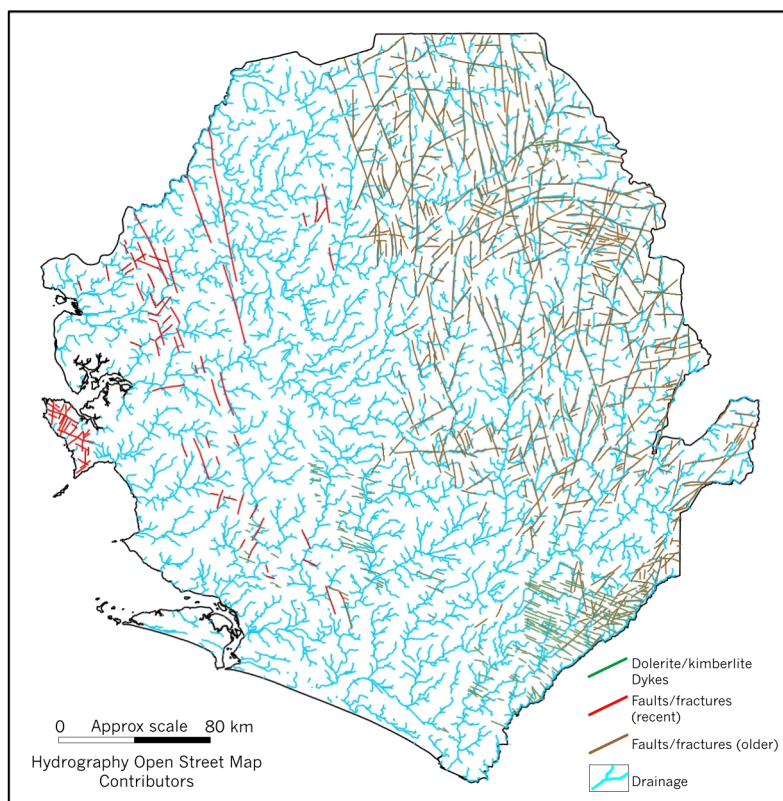 Dolerite/kimberlite
Dykes
Faults/fractures
(recent)
Faults/fractures (older)
Drainage
0 Approx scale 80 km
Hydrography Open Street Map
Contributors